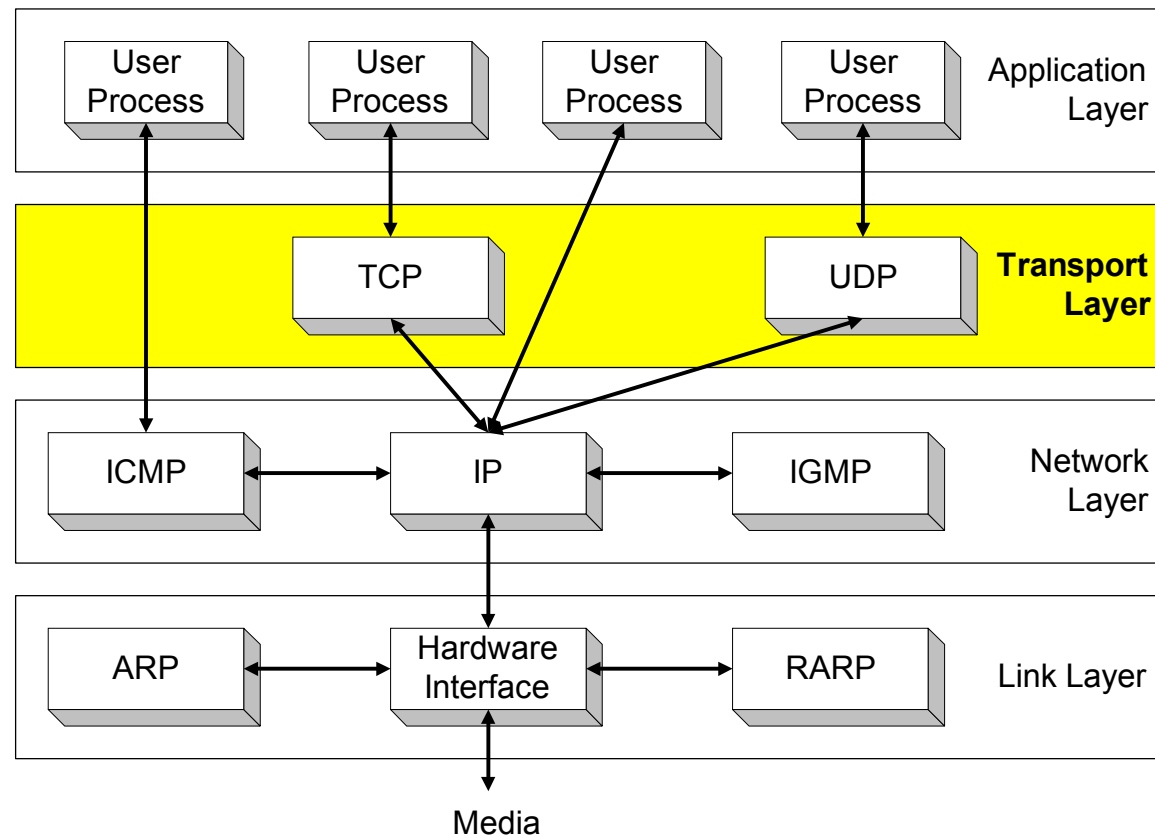 User
Process
User
Process
User
Process
User
Process
Application
Layer
TCP
UDP
Transport
Layer
ICMP
IP
IGMP
Network
Layer
ARP
Hardware
Interface
RARP
Link Layer
Media